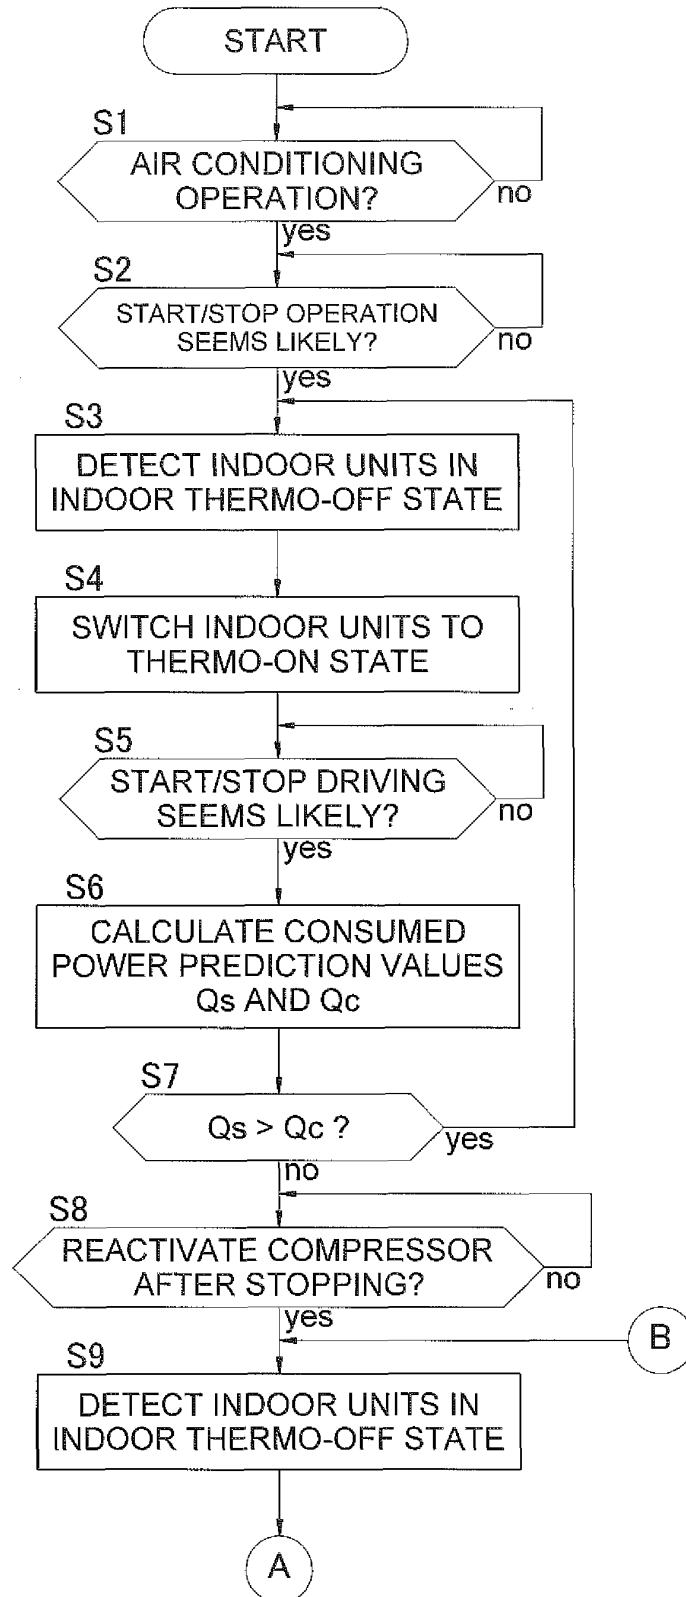 START
S1
AIR CONDITIONING
OPERATION?
no
yes
S2
START/STOP OPERATION
SEEMS LIKELY?
no
yes
S3
DETECT INDOOR UNITS IN
INDOOR THERMO-OFF STATE
S4
SWITCH INDOOR UNITS TO
THERMO-ON STATE
S5
START/STOP DRIVING
SEEMS LIKELY?
no
yes
S6
CALCULATE CONSUMED
POWER PREDICTION VALUES
Qs AND Qc
S7
Qs > Qc ?
yes
no
S8
REACTIVATE COMPRESSOR
AFTER STOPPING?
no
yes
B
S9
DETECT INDOOR UNITS IN
INDOOR THERMO-OFF STATE
A